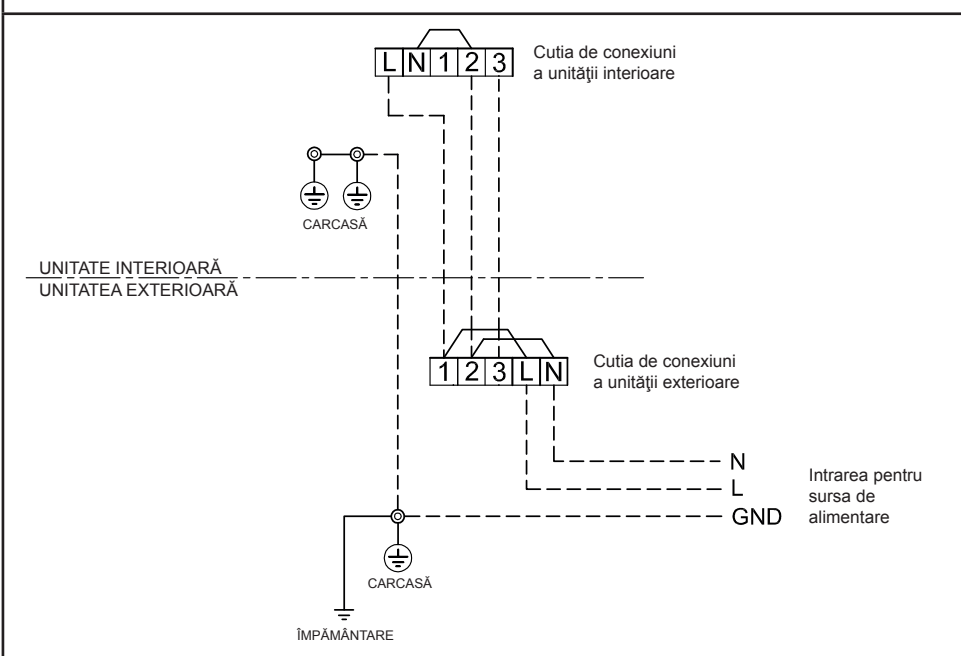 L N 1 2 3
Cutia de conexiuni
a unităţii interioare
CARCASĂ
UNITATE INTERIOARĂ
UNITATEA EXTERIOARĂ
1 2 3 L N
Cutia de conexiuni
a unităţii exterioare
N
L
GND
Intrarea pentru
sursa de
alimentare
CARCASĂ
ÎMPĂMÂNTARE